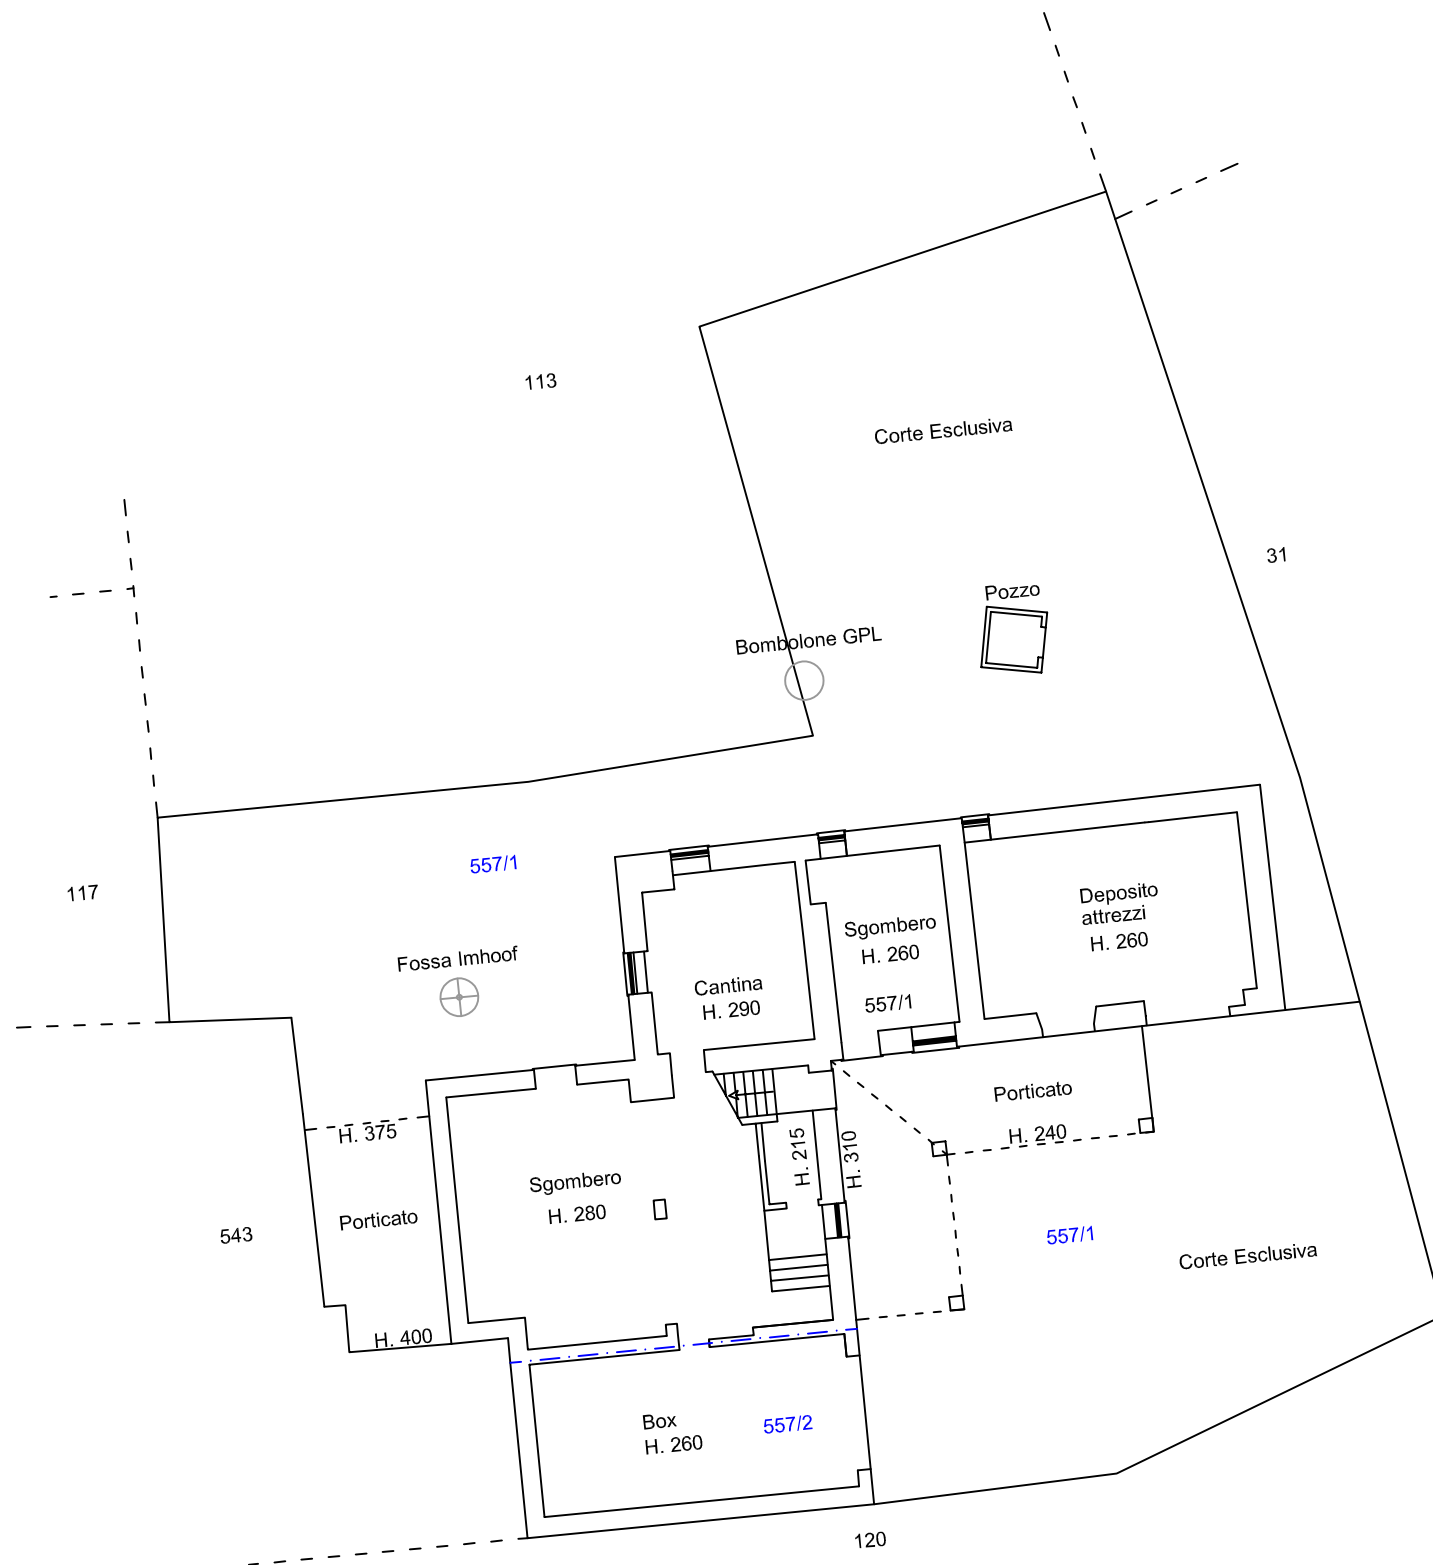 113
Corte Esclusiva
31
Pozzo
Bombolone GPL
557/1
117
Fossa Imhoof
Cantina
H. 290
Sgombero
H. 260
557/1
Deposito
attrezzi
H. 260
Porticato
H. 240
H. 375
Porticato
H. 400
543
Sgombero
H. 280
H. 215
H. 310
557/1
Corte Esclusiva
Box
H. 260
557/2
120